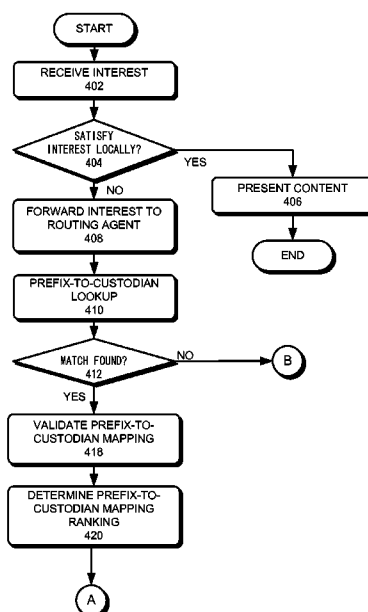 START
RECEIVE INTEREST
402
SATISFY
INTEREST LOCALLY?
404
YES
NO
PRESENT CONTENT
406
FORWARD INTEREST TO
ROUTING AGENT
408
END
PREFIX-TO-CUSTODIAN
LOOKUP
410
MATCH FOUND?
412
NO
B
YES
VALIDATE PREFIX-TO-
CUSTODIAN MAPPING
418
DETERMINE PREFIX-TO-
CUSTODIAN MAPPING
RANKING
420
A